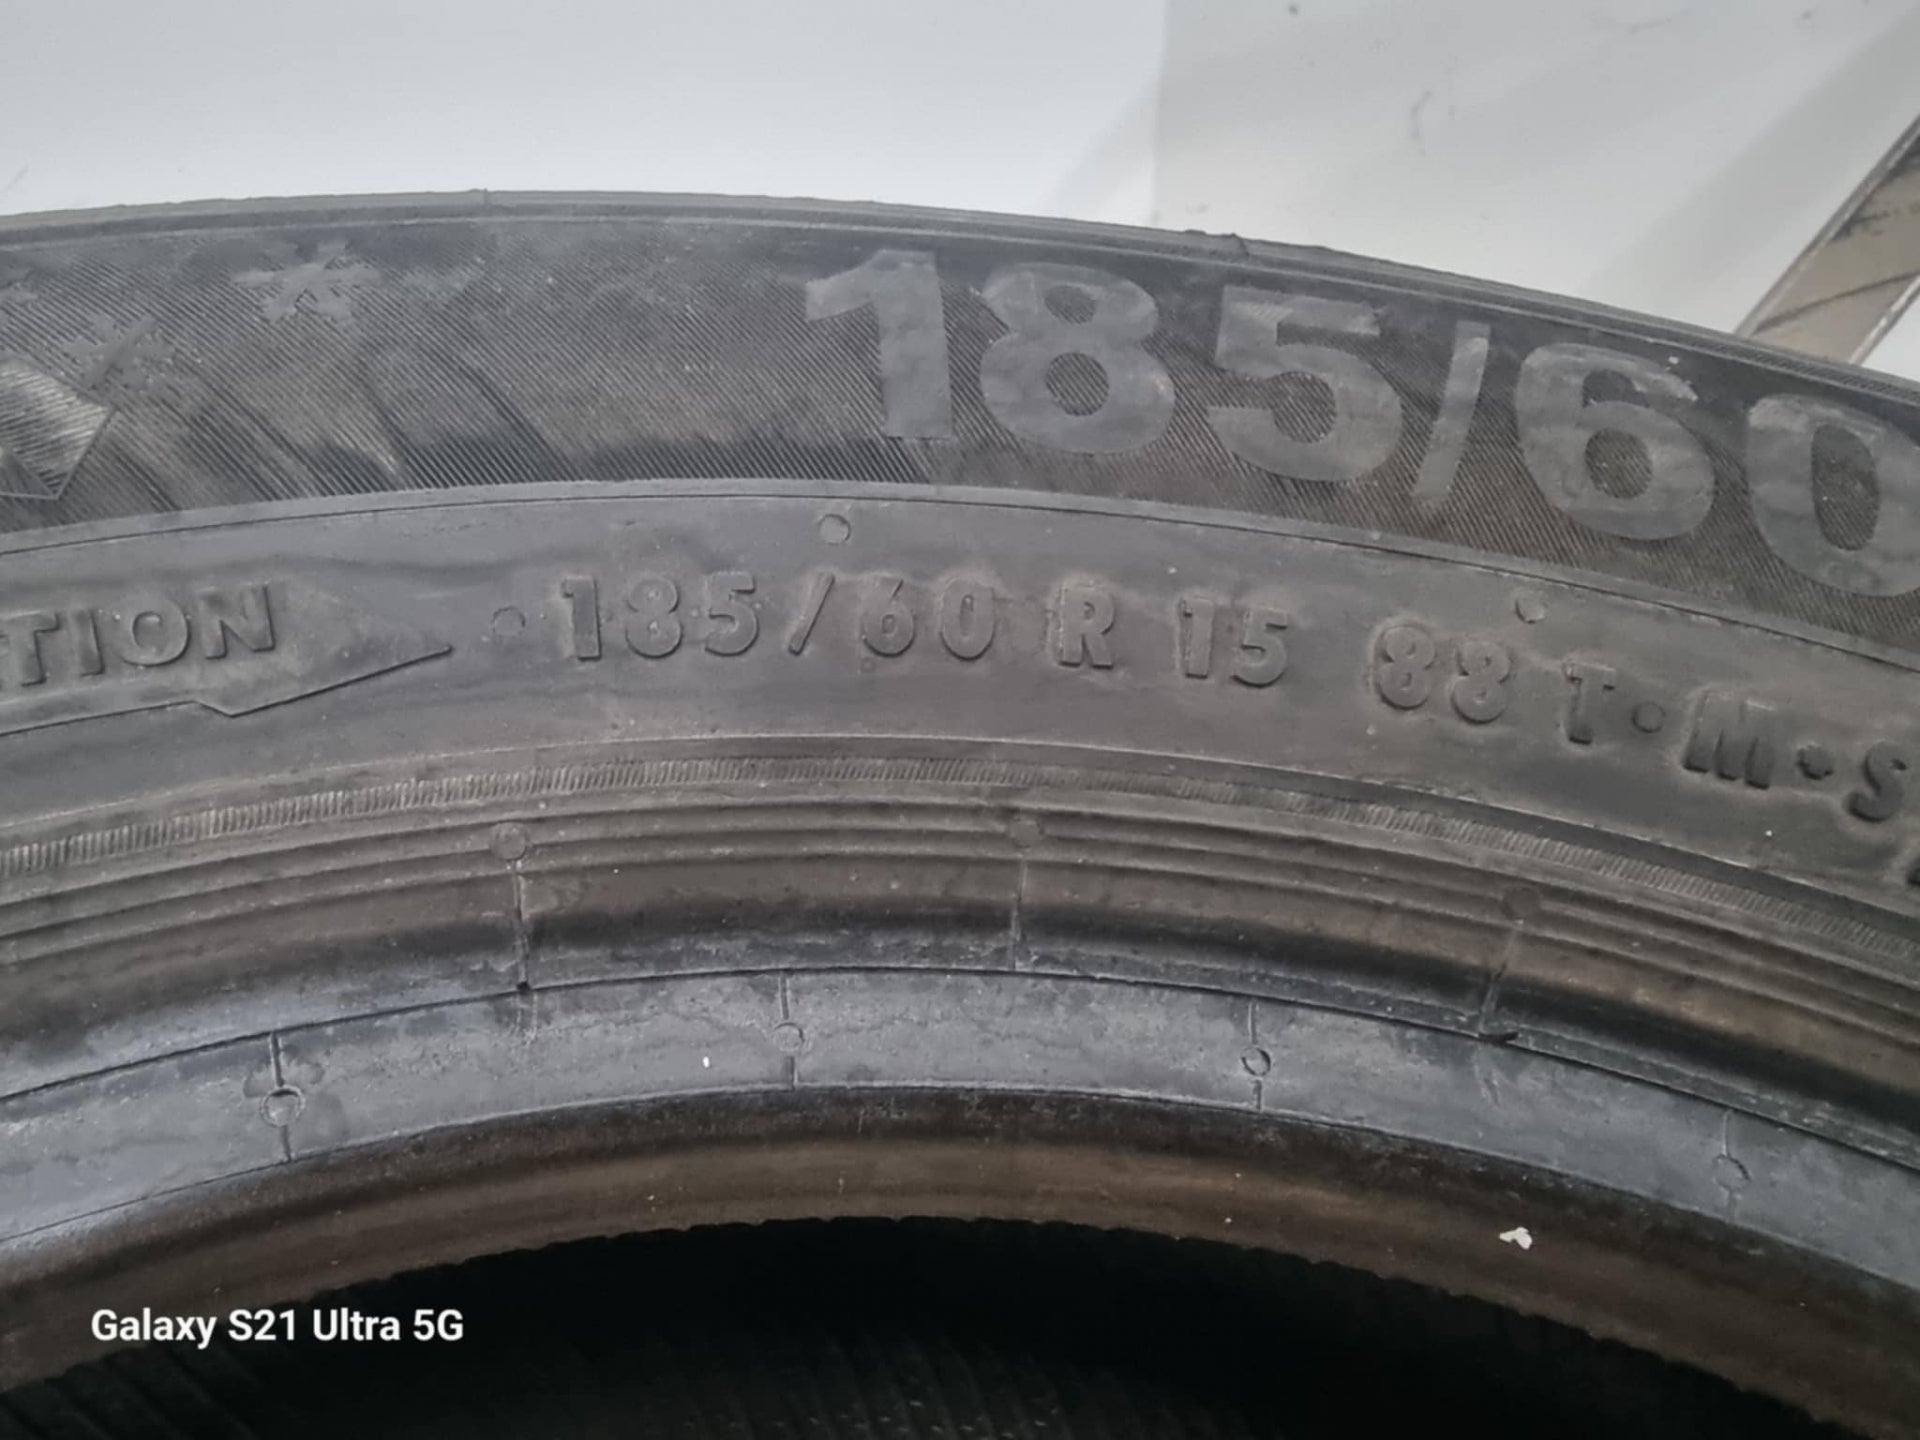 185/60
TION
185/60 R 15 88 T·M+S
Galaxy S21 Ultra 5G